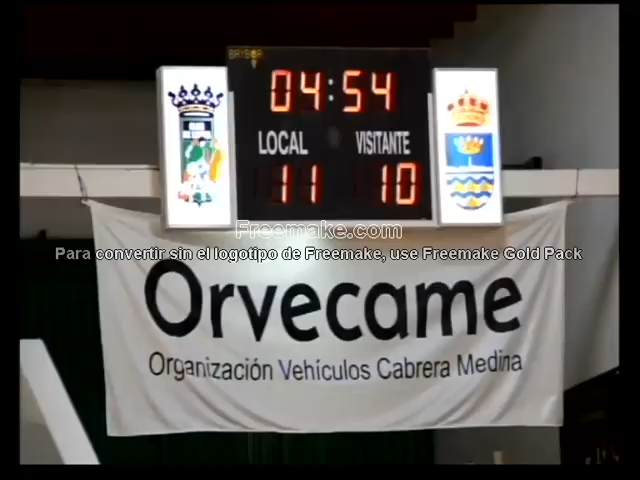 BRYBOR
04:54
LOCAL VISITANTE
11 10
Freemake.com
Para convertir sin el logotipo de Freemake, use Freemake Gold Pack
Orvecame
Organización Vehículos Cabrera Medina